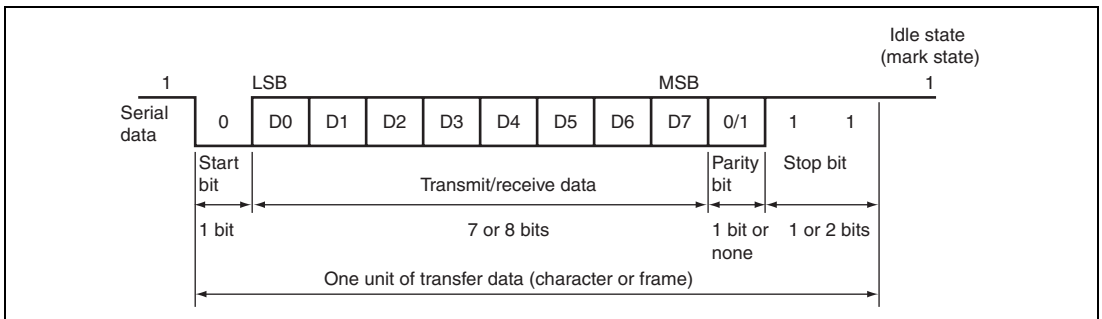 Idle state
(mark state)
1 LSB MSB 1
Serial
data
0 D0 D1 D2 D3 D4 D5 D6 D7 0/1 1 1
Start
bit
Transmit/receive data
Parity
bit
Stop bit
1 bit
7 or 8 bits
1 bit or
none
1 or 2 bits
One unit of transfer data (character or frame)